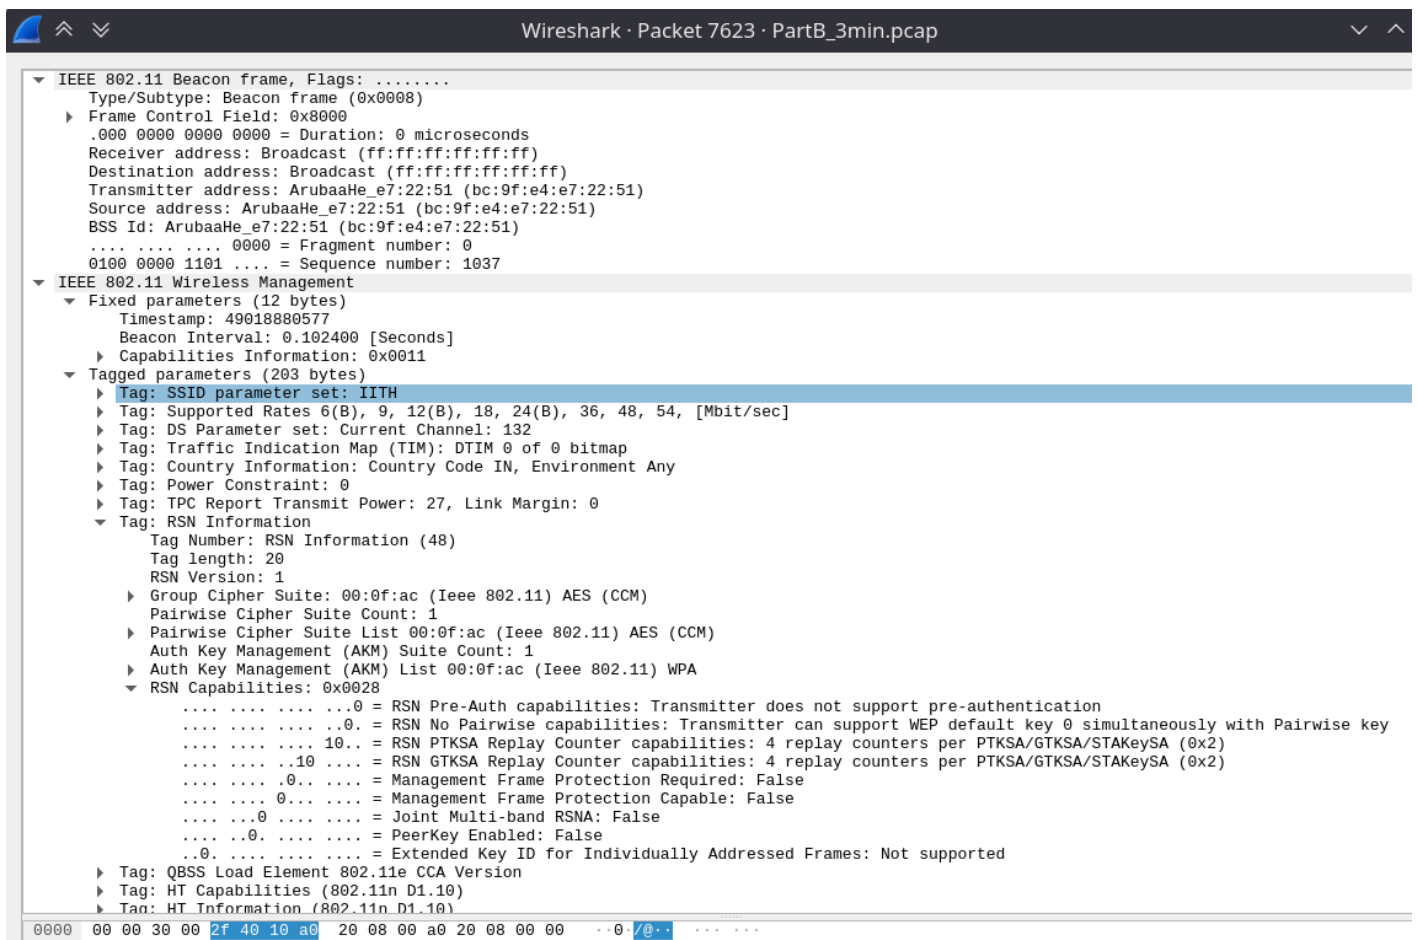 Wireshark · Packet 7623 · PartB_3min.pcap
IEEE 802.11 Beacon frame, Flags: ........
Type/Subtype: Beacon frame (0x0008)
Frame Control Field: 0x8000
.000 0000 0000 0000 = Duration: 0 microseconds
Receiver address: Broadcast (ff:ff:ff:ff:ff:ff)
Destination address: Broadcast (ff:ff:ff:ff:ff:ff)
Transmitter address: ArubaaHe_e7:22:51 (bc:9f:e4:e7:22:51)
Source address: ArubaaHe_e7:22:51 (bc:9f:e4:e7:22:51)
BSS Id: ArubaaHe_e7:22:51 (bc:9f:e4:e7:22:51)
.... .... .... 0000 = Fragment number: 0
0100 0000 1101 .... = Sequence number: 1037
IEEE 802.11 Wireless Management
Fixed parameters (12 bytes)
Timestamp: 49018880577
Beacon Interval: 0.102400 [Seconds]
Capabilities Information: 0x0011
Tagged parameters (203 bytes)
Tag: SSID parameter set: IITH
Tag: Supported Rates 6(B), 9, 12(B), 18, 24(B), 36, 48, 54, [Mbit/sec]
Tag: DS Parameter set: Current Channel: 132
Tag: Traffic Indication Map (TIM): DTIM 0 of 0 bitmap
Tag: Country Information: Country Code IN, Environment Any
Tag: Power Constraint: 0
Tag: TPC Report Transmit Power: 27, Link Margin: 0
Tag: RSN Information
Tag Number: RSN Information (48)
Tag length: 20
RSN Version: 1
Group Cipher Suite: 00:0f:ac (Ieee 802.11) AES (CCM)
Pairwise Cipher Suite Count: 1
Pairwise Cipher Suite List 00:0f:ac (Ieee 802.11) AES (CCM)
Auth Key Management (AKM) Suite Count: 1
Auth Key Management (AKM) List 00:0f:ac (Ieee 802.11) WPA
RSN Capabilities: 0x0028
.... .... .... ...0 = RSN Pre-Auth capabilities: Transmitter does not support pre-authentication
.... .... .... ..0. = RSN No Pairwise capabilities: Transmitter can support WEP default key 0 simultaneously with Pairwise key
.... .... .... 10.. = RSN PTKSA Replay Counter capabilities: 4 replay counters per PTKSA/GTKSA/STAKeySA (0x2)
.... .... ..10 .... = RSN GTKSA Replay Counter capabilities: 4 replay counters per PTKSA/GTKSA/STAKeySA (0x2)
.... .... .0.. .... = Management Frame Protection Required: False
.... .... 0... .... = Management Frame Protection Capable: False
.... ...0 .... .... = Joint Multi-band RSNA: False
.... ..0. .... .... = PeerKey Enabled: False
..0. .... .... .... = Extended Key ID for Individually Addressed Frames: Not supported
Tag: QBSS Load Element 802.11e CCA Version
Tag: HT Capabilities (802.11n D1.10)
Tag: HT Information (802.11n D1.10)
0000 00 00 30 00 2f 40 10 a0 20 08 00 a0 20 08 00 00 ··0·/@·· ··· ···